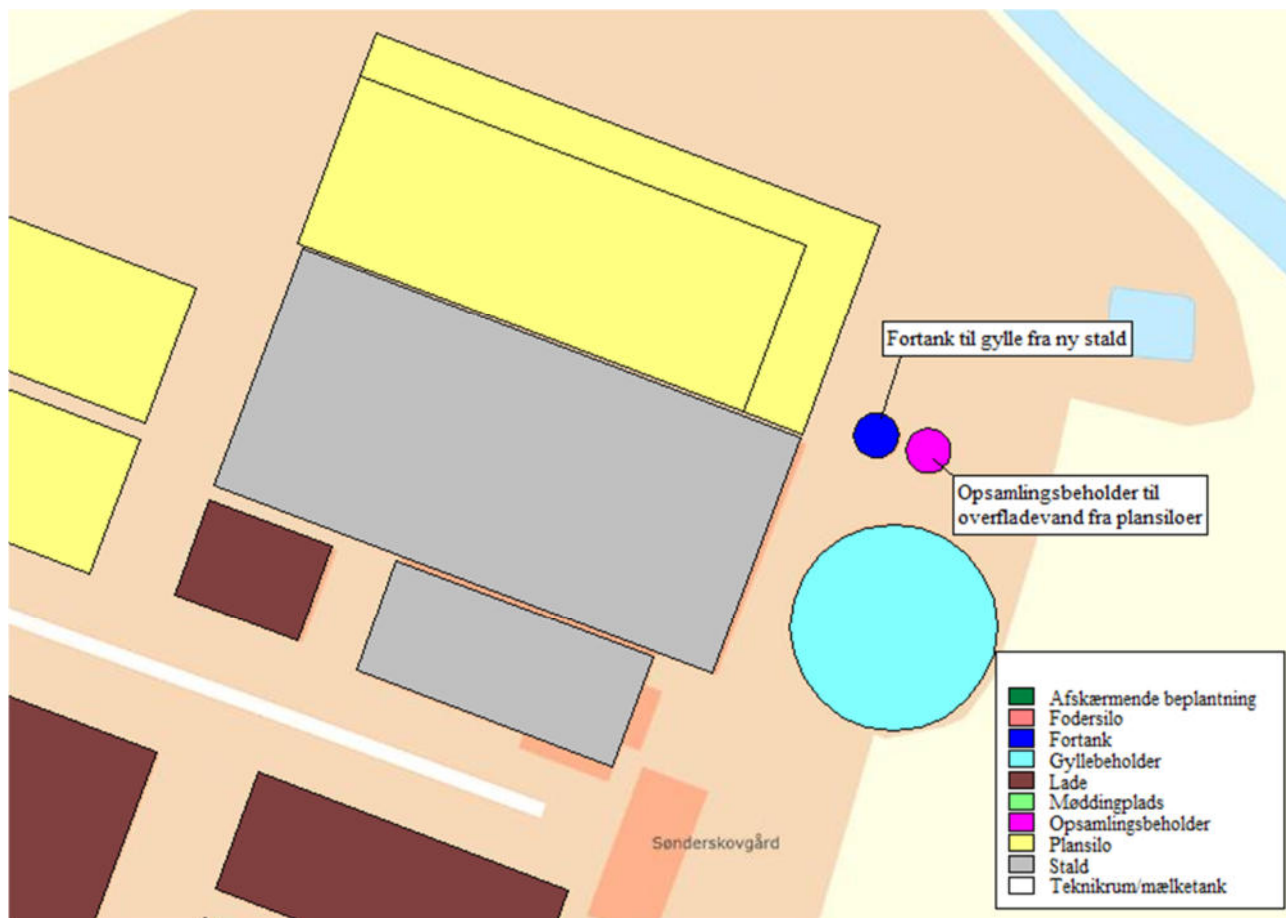 Fortank til gylle fra ny stald
Opsamlingsbeholder til
overfladevand fra plansiloer
Sønderskovgård
Afskærmende beplantning
Fodersilo
Fortank
Gyllebeholder
Lade
Møddingplads
Opsamlingsbeholder
Plansilo
Stald
Teknikrum/mælketank